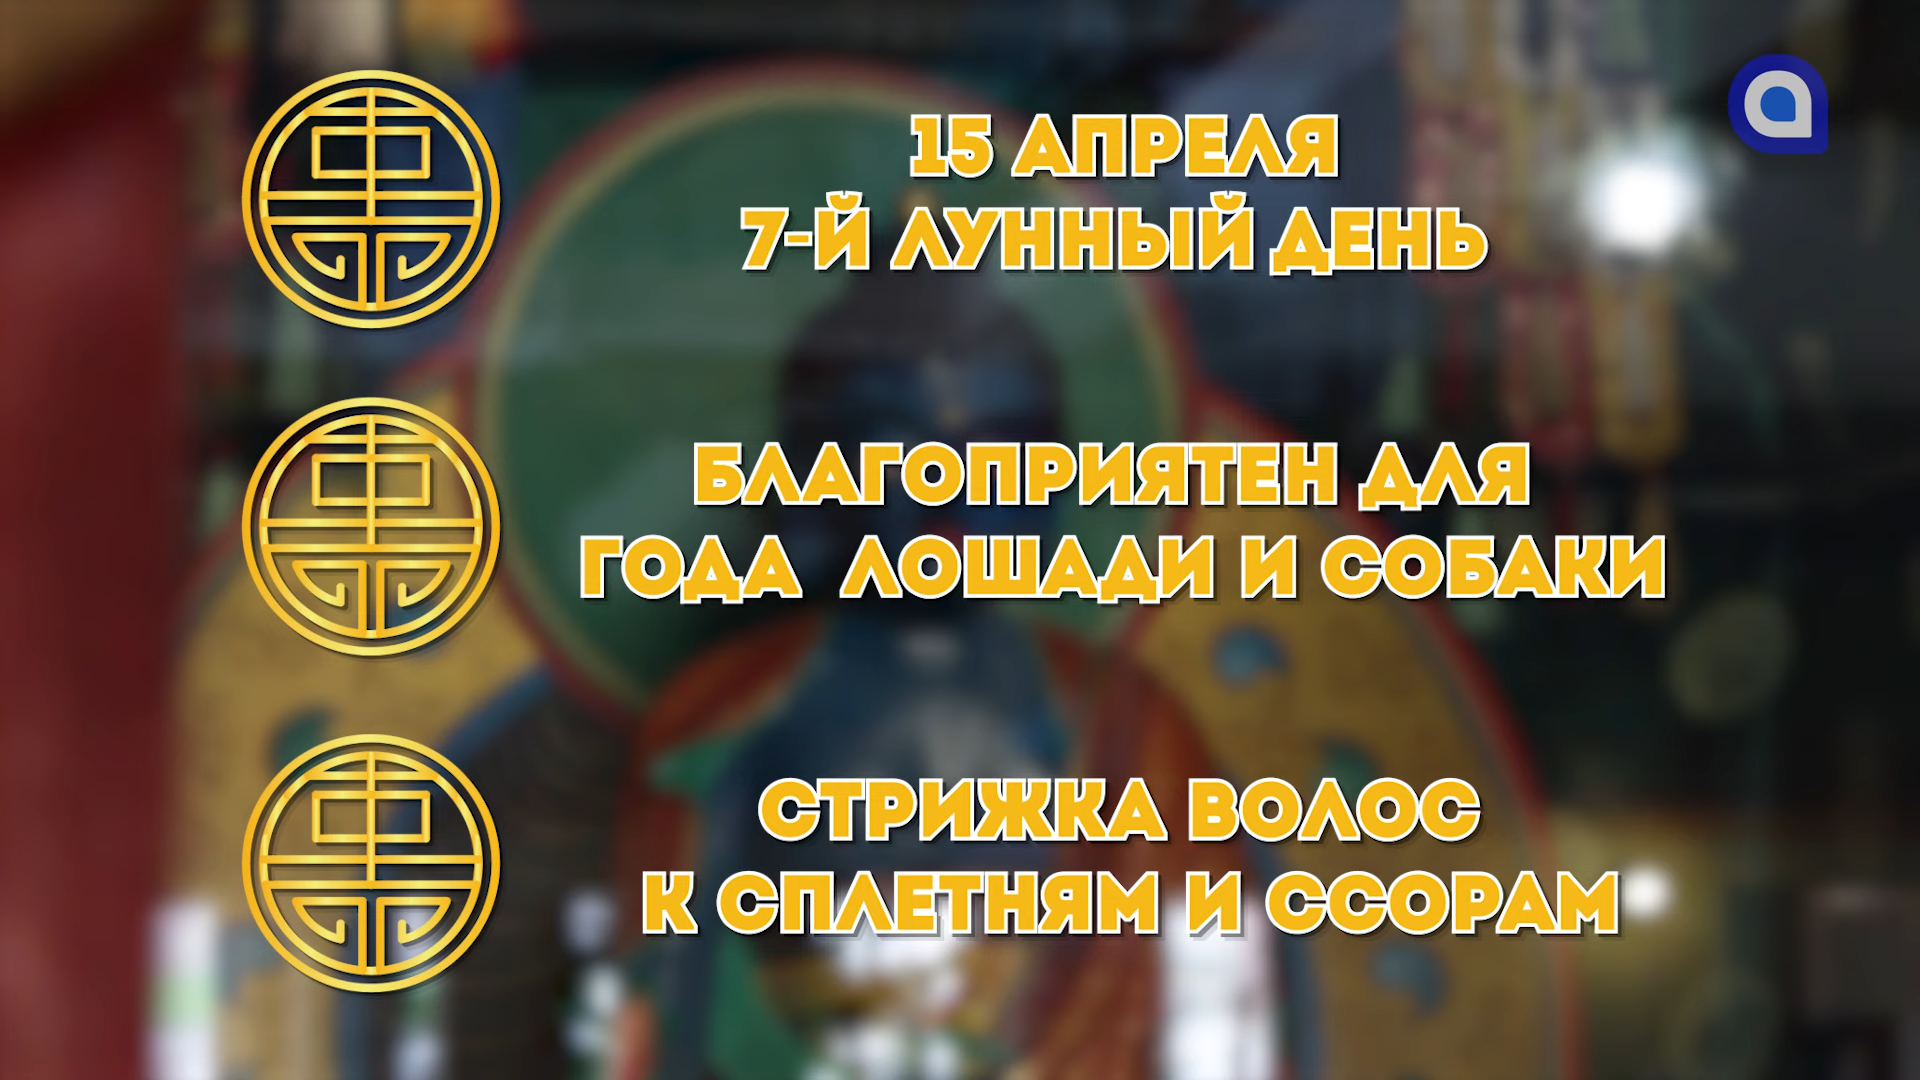 15 АПРЕЛЯ
7-Й ЛУННЫЙ ДЕНЬ
БЛАГОПРИЯТЕН ДЛЯ
ГОДА ЛОШАДИ И СОБАКИ
СТРИЖКА ВОЛОС
К СПЛЕТНЯМ И ССОРАМ